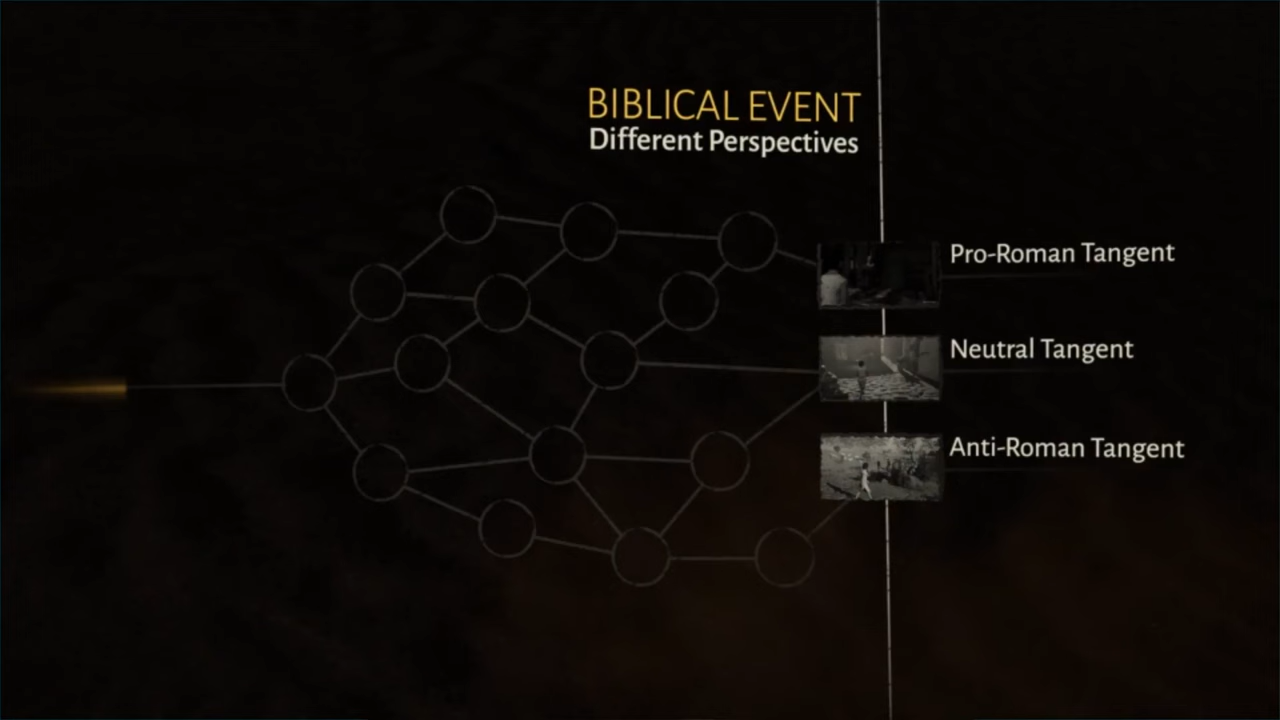 BIBLICAL EVENT
Different Perspectives
Pro-Roman Tangent
Neutral Tangent
Anti-Roman Tangent